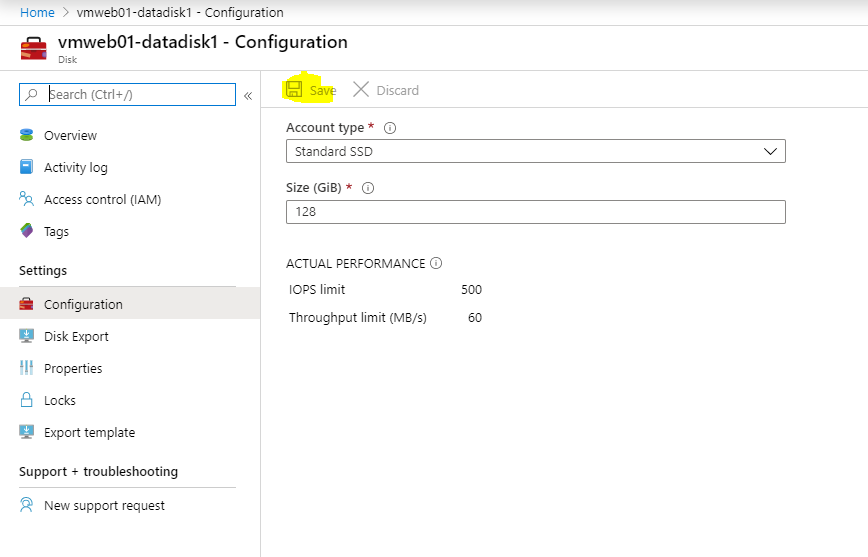 Home > vmweb01-datadisk1 - Configuration
vmweb01-datadisk1 - Configuration
Disk
Search (Ctrl+/)
«
Overview
Activity log
Access control (IAM)
Tags
Settings
Configuration
Disk Export
Properties
Locks
Export template
Support + troubleshooting
New support request
Save Discard
Account type *
Standard SSD
Size (GiB) *
128
ACTUAL PERFORMANCE
IOPS limit 500
Throughput limit (MB/s) 60